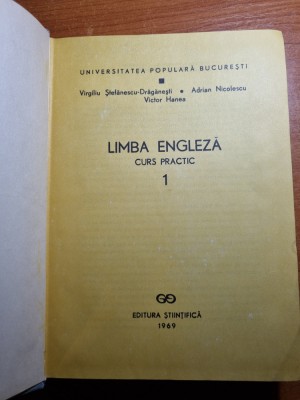 UNIVERSITATEA POPULARĂ BUCUREȘTI
Virgiliu Ștefănescu-Drăgănești • Adrian Nicolescu
Victor Hanea
LIMBA ENGLEZĂ
CURS PRACTIC
1
EDITURA ȘTIINȚIFICĂ
1969